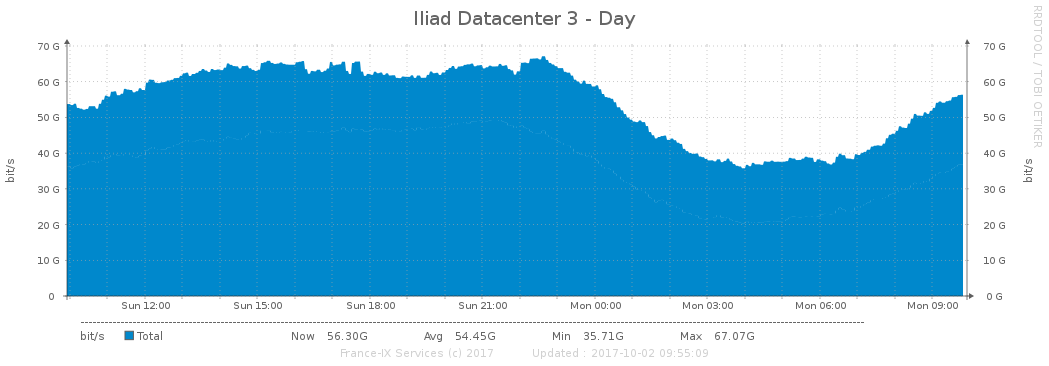 Iliad Datacenter 3 - Day
RRDTOOL / TOBI OETIKER
70 G 70 G
60 G 60 G
50 G 50 G
40 G 40 G
30 G 30 G
20 G 20 G
10 G 10 G
0 0 G
bit/s bit/s
Sun 12:00 Sun 15:00 Sun 18:00 Sun 21:00 Mon 00:00 Mon 03:00 Mon 06:00 Mon 09:00
bit/s Total Now 56.30G Avg 54.45G Min 35.71G Max 67.07G
France-IX Services (c) 2017 Updated : 2017-10-02 09:55:09